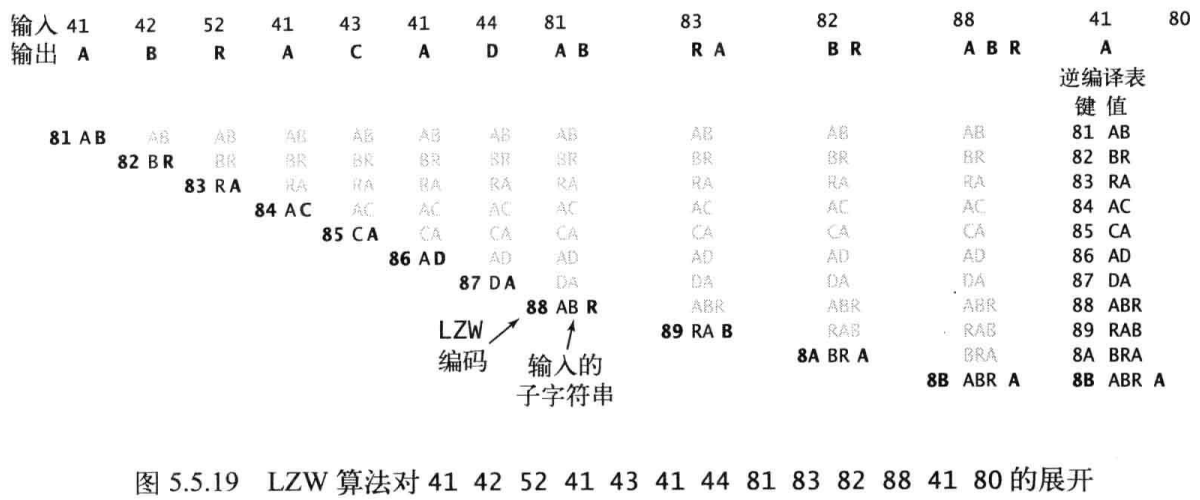 输入 41 42 52 41 43 41 44 81 83 82 88 41 80
输出 A B R A C A D A B R A B R A B R A
逆编译表
键 值
81 AB AB AB AB AB AB AB AB AB AB AB 81 AB
82 BR BR BR BR BR BR BR BR BR BR 82 BR
83 RA RA RA RA RA RA RA RA RA 83 RA
84 AC AC AC AC AC AC AC AC 84 AC
85 CA CA CA CA CA CA CA 85 CA
86 AD AD AD AD AD AD 86 AD
87 DA DA DA DA DA 87 DA
88 AB R ABR ABR ABR 88 ABR
LZW
编码
输入的
子字符串
89 RA B RAB RAB 89 RAB
8A BR A BRA 8A BRA
8B ABR A 8B ABR A
图 5.5.19 LZW 算法对 41 42 52 41 43 41 44 81 83 82 88 41 80 的展开